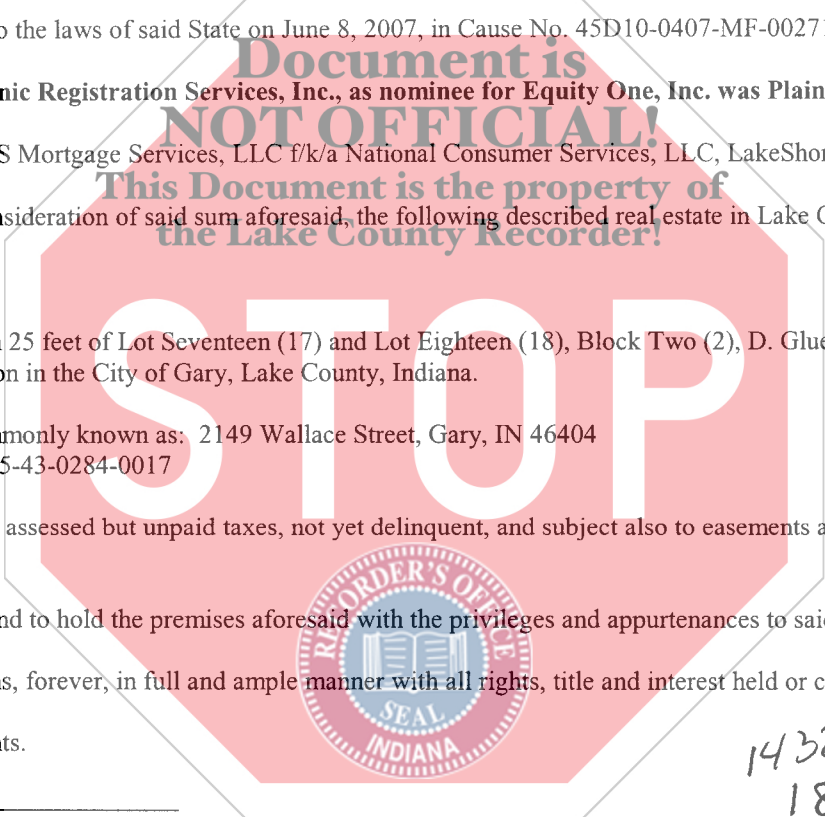 o the laws of said State on June 8, 2007, in Cause No. 45D10-0407-MF-00271
Document is
nic Registration Services, Inc., as nominee for Equity One, Inc. was Plain
NOT OFFICIAL!
S Mortgage Services, LLC f/k/a National Consumer Services, LLC, LakeShor
This Document is the property of
nsideration of said sum aforesaid, the following described real estate in Lake C
the Lake County Recorder!
STOP
25 feet of Lot Seventeen (17) and Lot Eighteen (18), Block Two (2), D. Glue
on in the City of Gary, Lake County, Indiana.
mmonly known as: 2149 Wallace Street, Gary, IN 46404
5-43-0284-0017
assessed but unpaid taxes, not yet delinquent, and subject also to easements a
RECORDER'S OFFICE
nd to hold the premises aforesaid with the privileges and appurtenances to said
s, forever, in full and ample manner with all rights, title and interest held or c
SEAL
INDIANA
ts.
143
18